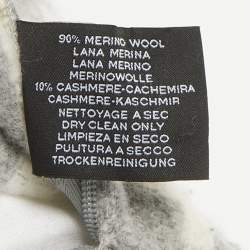 90% MERINO WOOL
LANA MERINA
LANA MERINO
MERINOWOLLE
10% CASHMERE-CACHEMIRA
CASHMERE-KASCHMIR
NETTOYAGE A SEC
DRY CLEAN ONLY
LIMPIEZA EN SECO
PULITURA A SECCO
TROCKENREINIGUNG